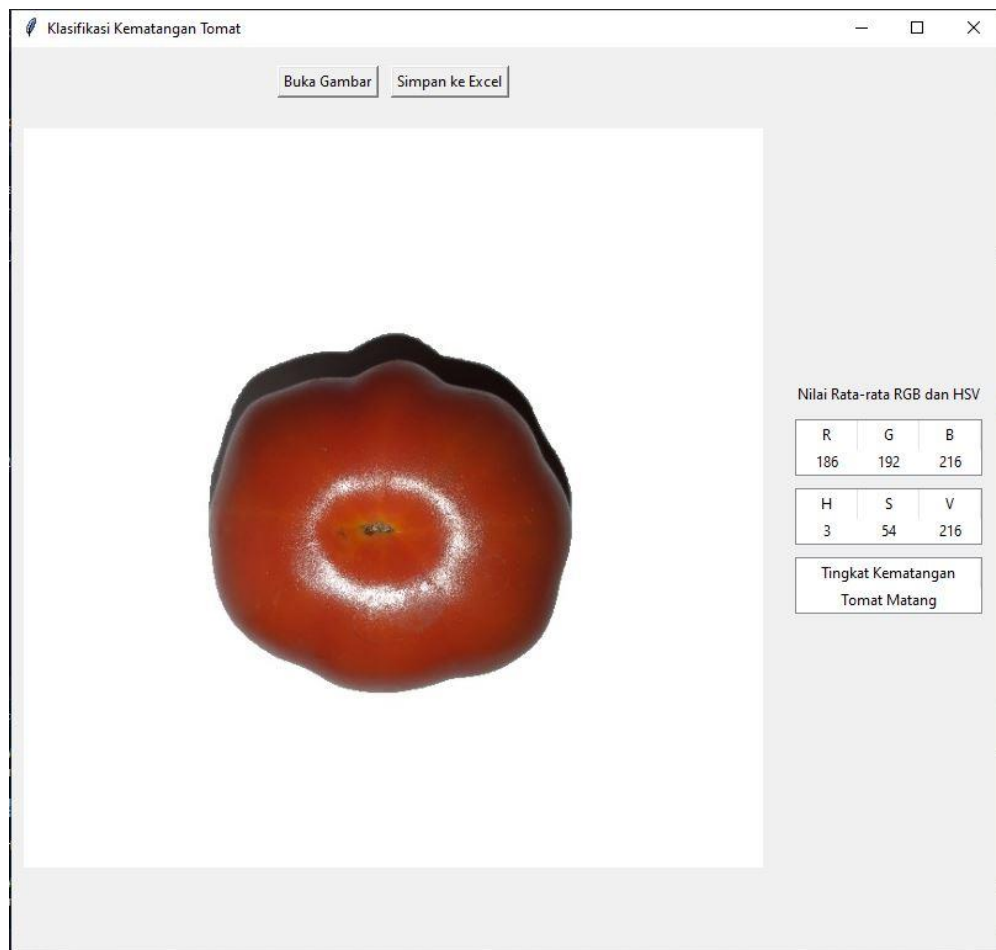 Klasifikasi Kematangan Tomat
Buka Gambar Simpan ke Excel
Nilai Rata-rata RGB dan HSV
R G B
186 192 216
H S V
3 54 216
Tingkat Kematangan
Tomat Matang